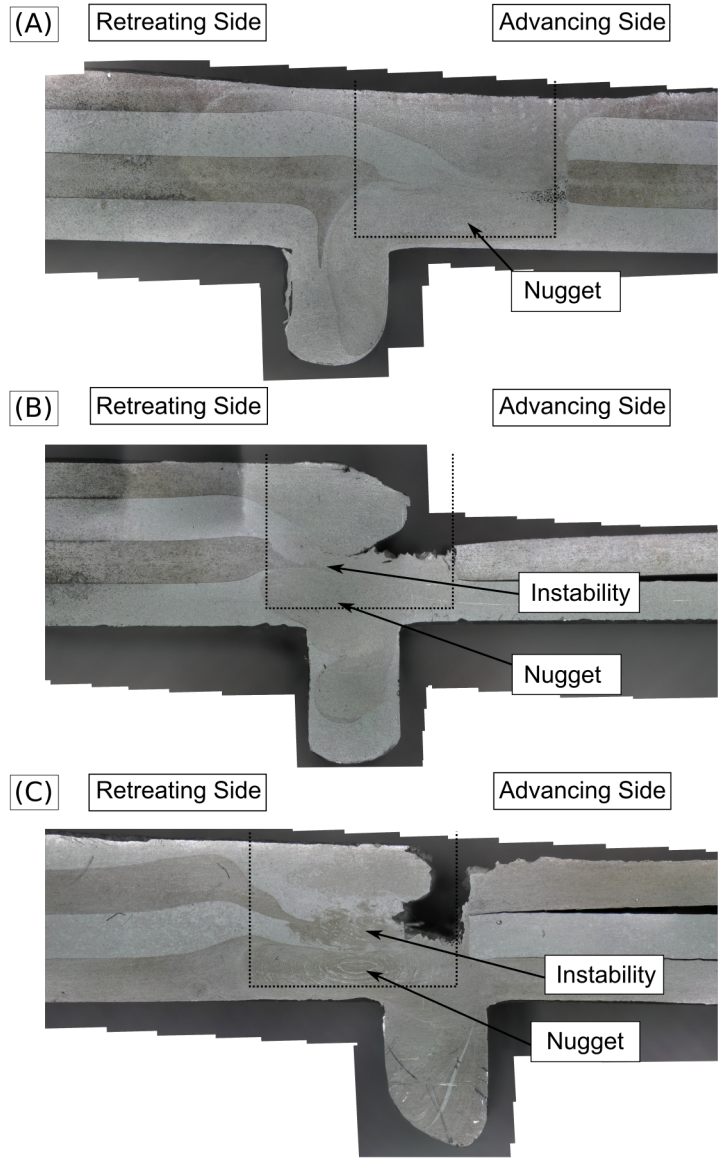 (A)
Retreating Side
Advancing Side
Nugget
(B)
Retreating Side
Advancing Side
Instability
Nugget
(C)
Retreating Side
Advancing Side
Instability
Nugget